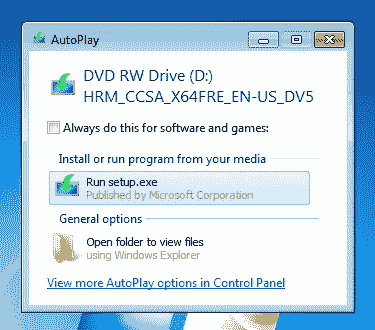 AutoPlay
DVD RW Drive (D:)
HRM_CCSA_X64FRE_EN-US_DV5
Always do this for software and games:
Install or run program from your media
Run setup.exe
Published by Microsoft Corporation
General options
Open folder to view files
using Windows Explorer
View more AutoPlay options in Control Panel